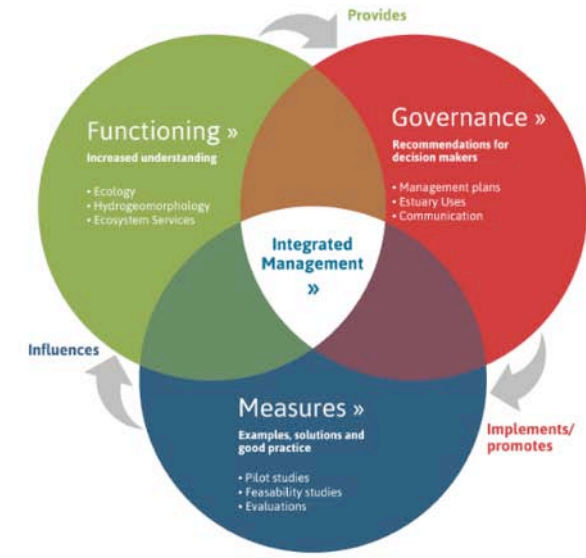 Provides
Functioning »
Increased understanding
• Ecology
• Hydrogeomorphology
• Ecosystem Services
Governance »
Recommendations for
decision makers
• Management plans
• Estuary Uses
• Communication
Integrated
Management
»
Influences
Measures »
Examples, solutions and
good practice
• Pilot studies
• Feasability studies
• Evaluations
Implements/
promotes